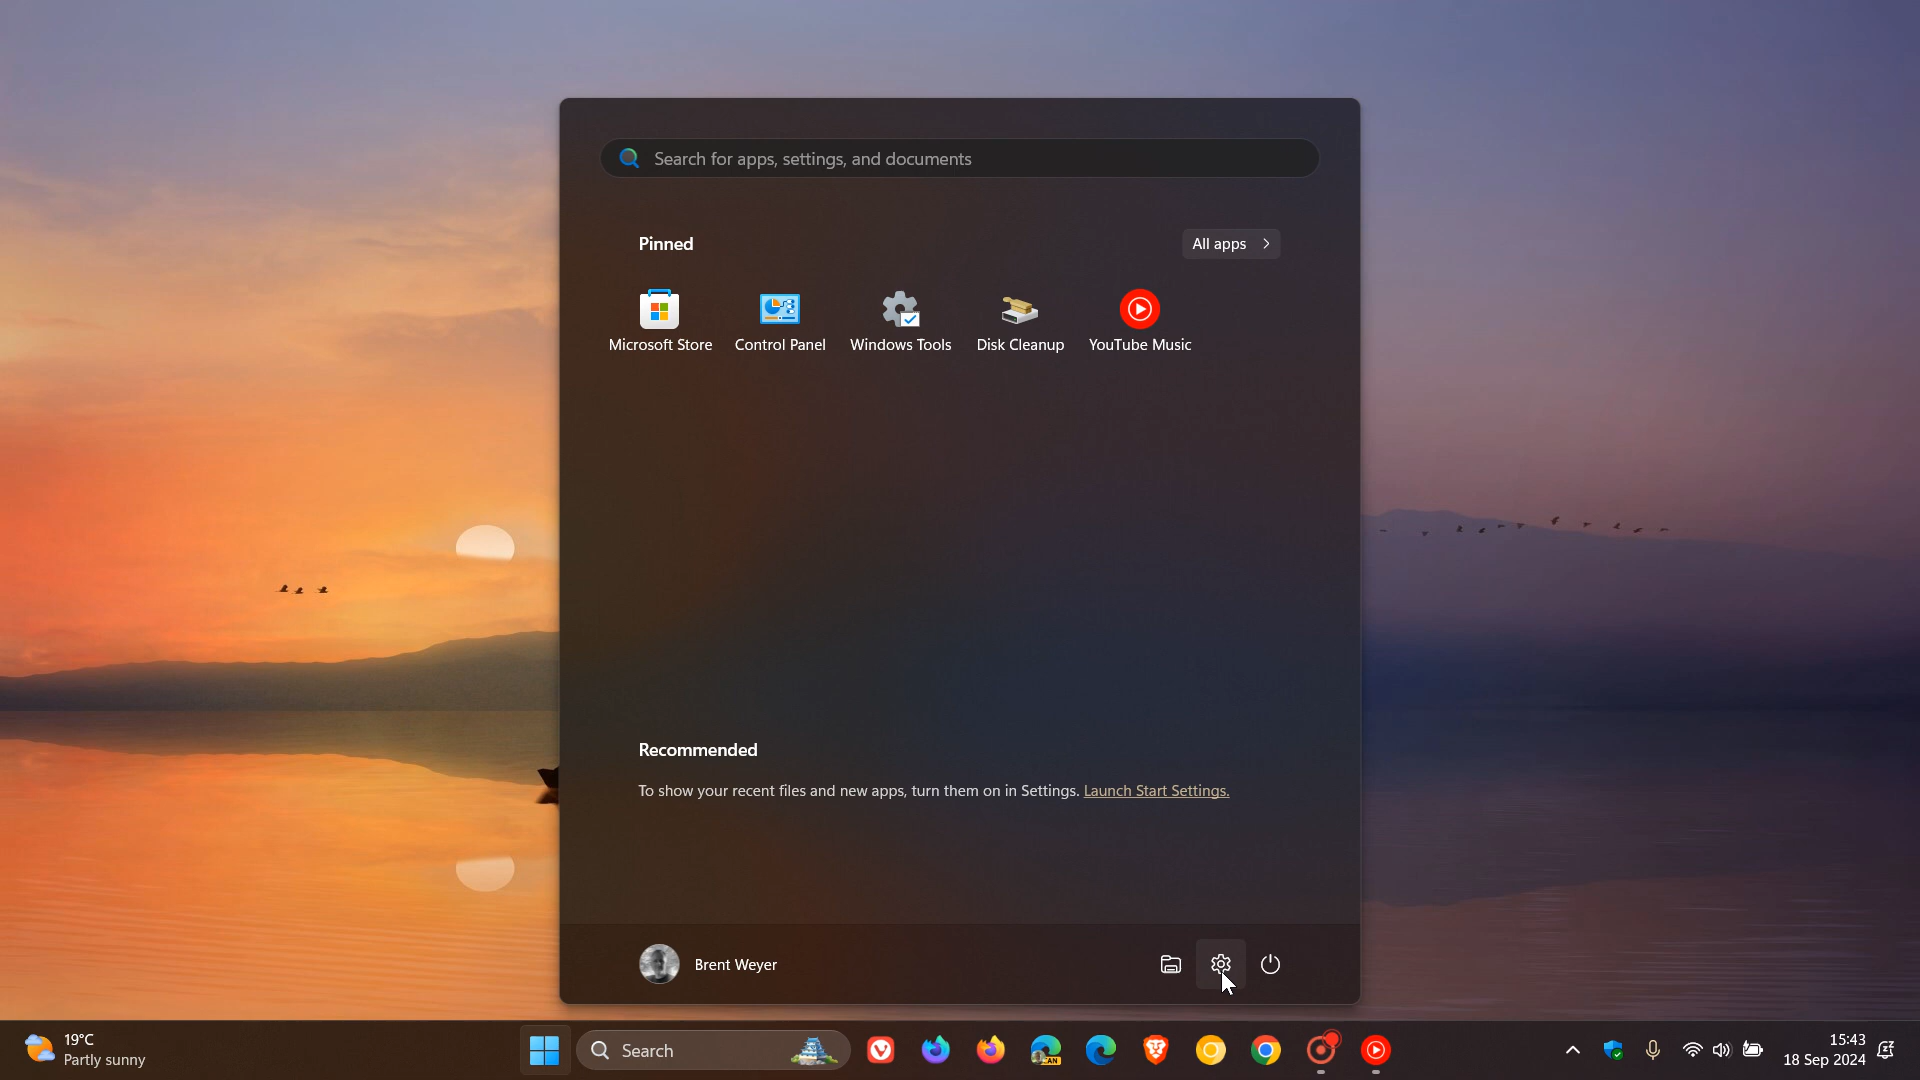 Search for apps, settings, and documents
Pinned
All apps
Microsoft Store
Control Panel
Windows Tools
Disk Cleanup
YouTube Music
Recommended
To show your recent files and new apps, turn them on in Settings. Launch Start Settings.
Brent Weyer
19°C
Partly sunny
Search
CAN
15:43
18 Sep 2024